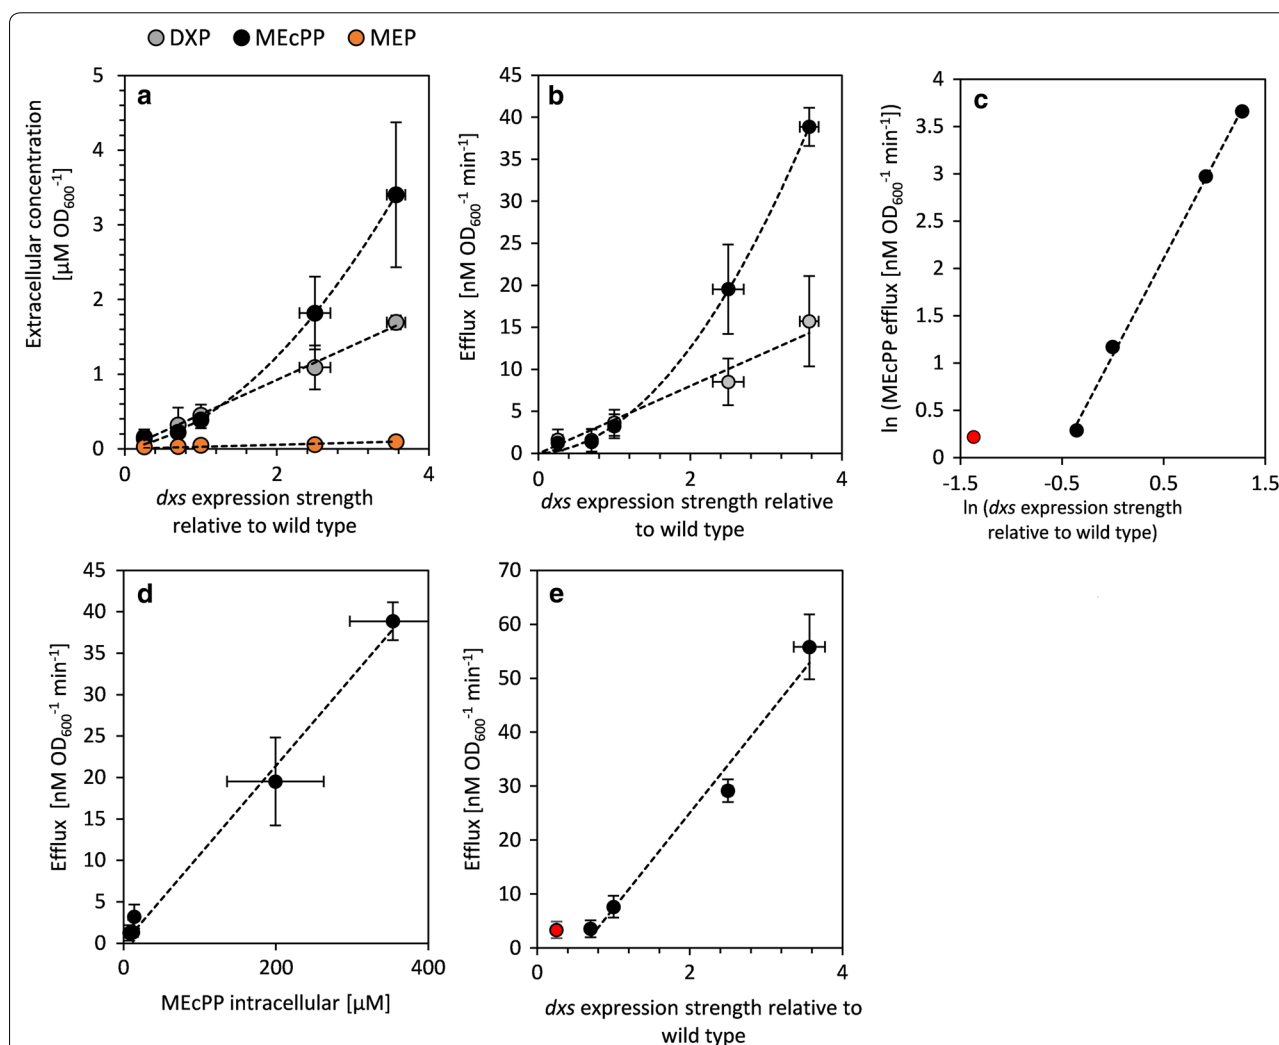 DXP MEcPP MEP
a
Extracellular concentration
[µM OD600-1]
5
4
3
2
1
0
0 2 4
dxs expression strength
relative to wild type
b
Efflux [nM OD600-1 min-1]
45
40
35
30
25
20
15
10
5
0
0 2 4
dxs expression strength relative
to wild type
c
ln (MEcPP efflux [nM OD600-1 min-1])
4
3.5
3
2.5
2
1.5
1
0.5
0
-1.5 -0.5 0.5 1.5
ln (dxs expression strength
relative to wild type)
d
Efflux [nM OD600-1 min-1]
45
40
35
30
25
20
15
10
5
0
0 200 400
MEcPP intracellular [µM]
e
Efflux [nM OD600-1 min-1]
70
60
50
40
30
20
10
0
0 2 4
dxs expression strength relative to
wild type